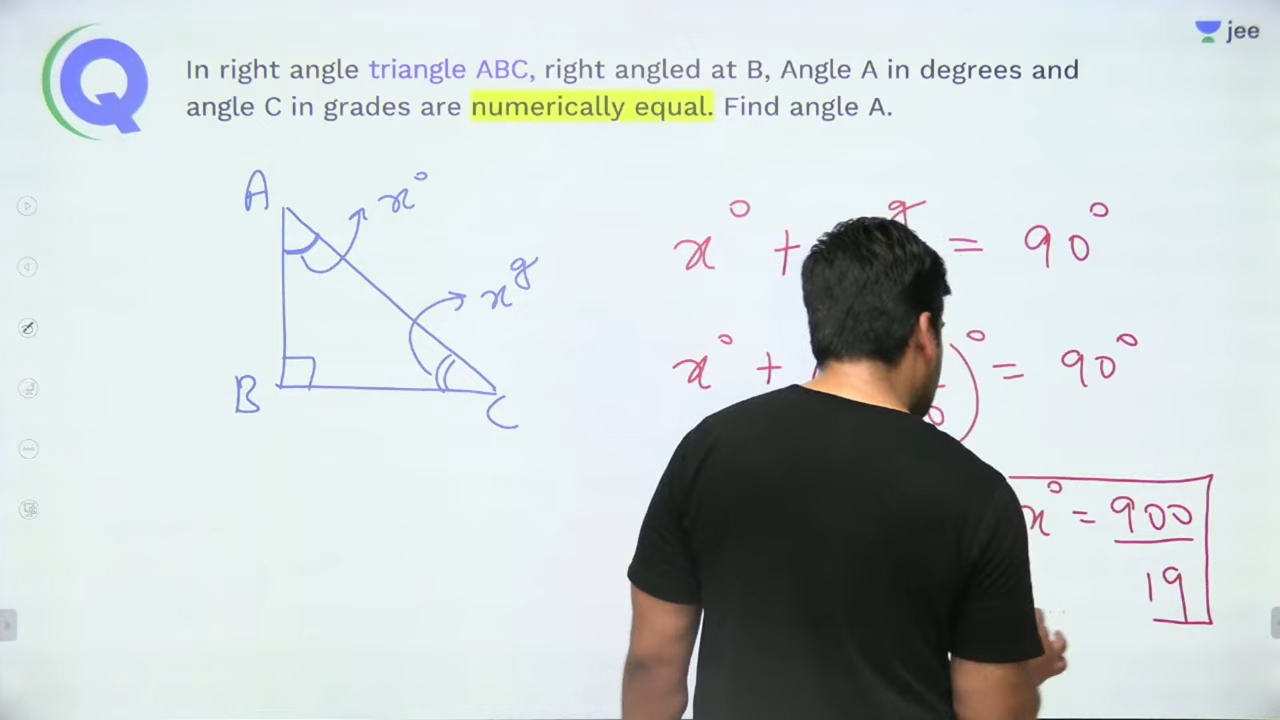 jee
Q
In right angle triangle ABC, right angled at B, Angle A in degrees and
angle C in grades are numerically equal. Find angle A.
A
x°
x^g
B
C
x° + g = 90°
x° + ( )° = 90°
x° = 900
19